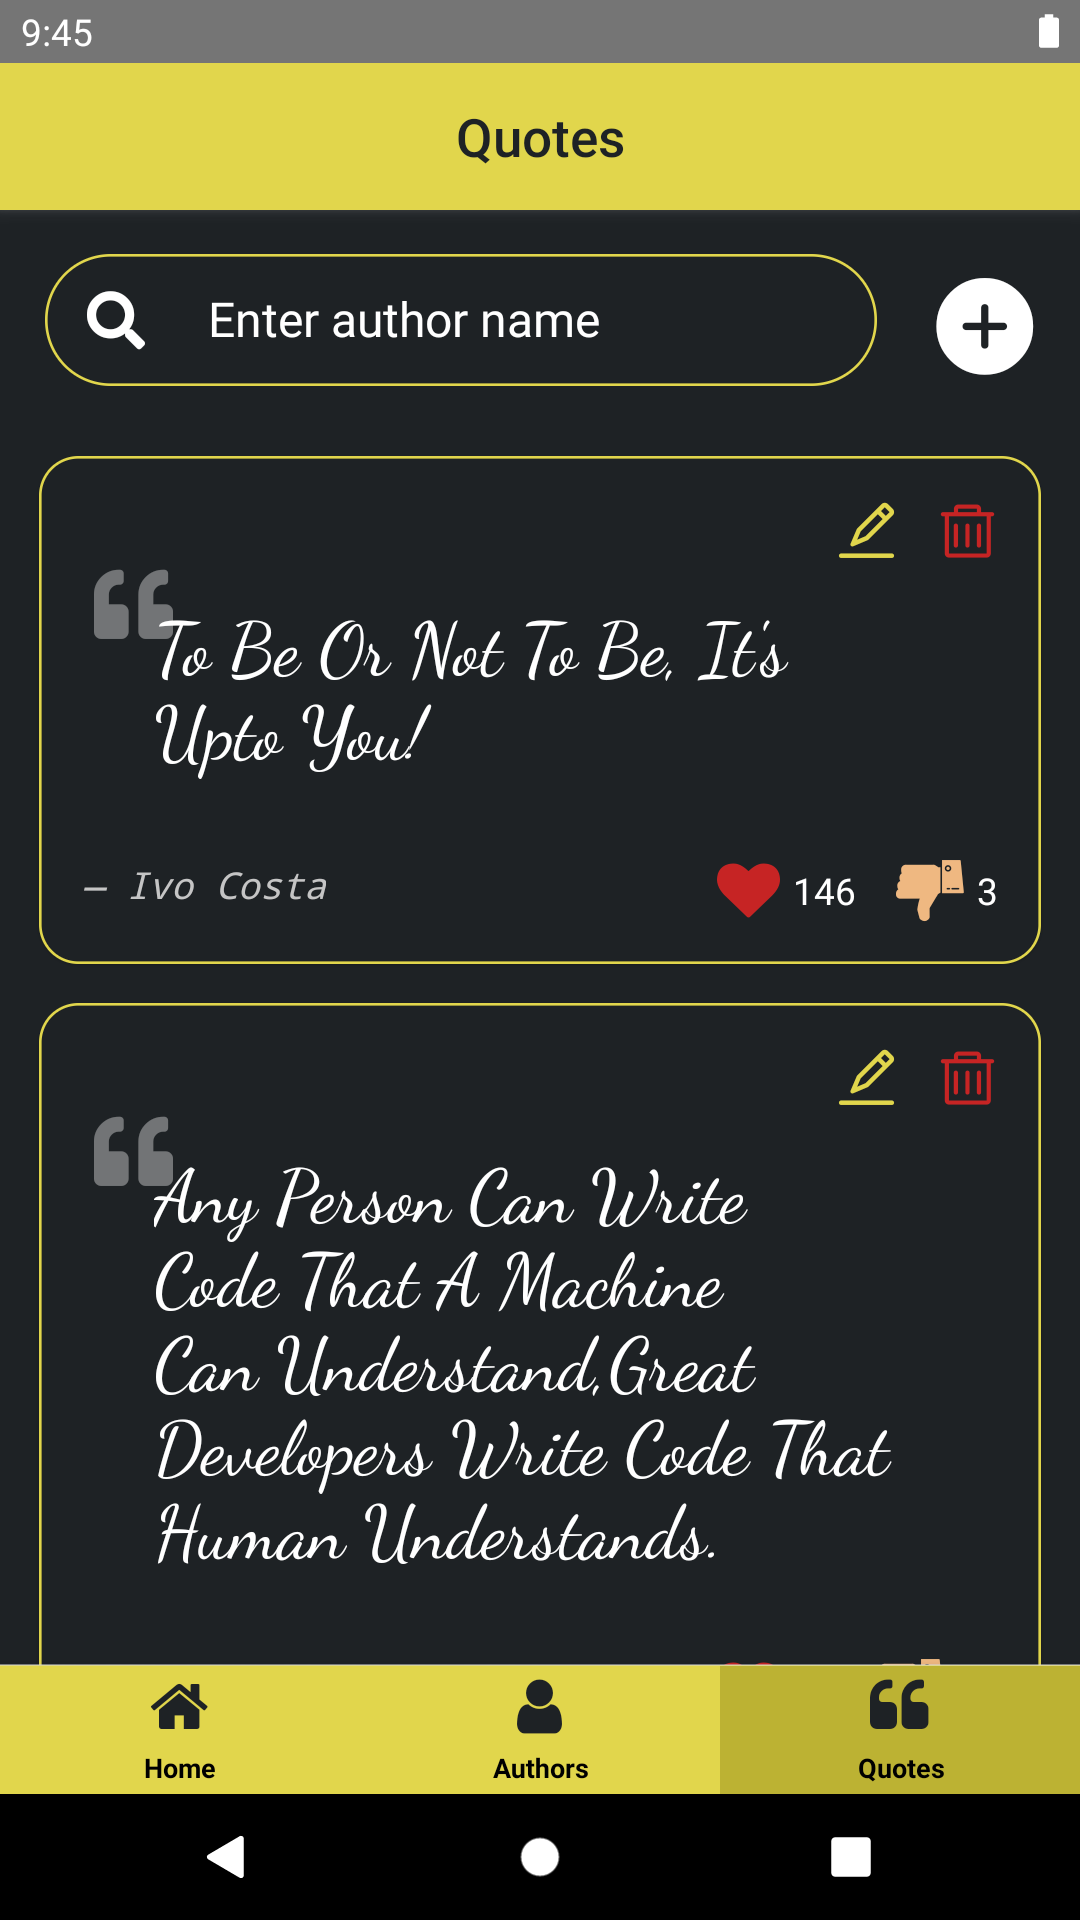 9:45
Quotes
Enter author name
To Be Or Not To Be, It's
Upto You!
– Ivo Costa
146
3
Any Person Can Write
Code That A Machine
Can Understand,Great
Developers Write Code That
Human Understands.
Home
Authors
Quotes